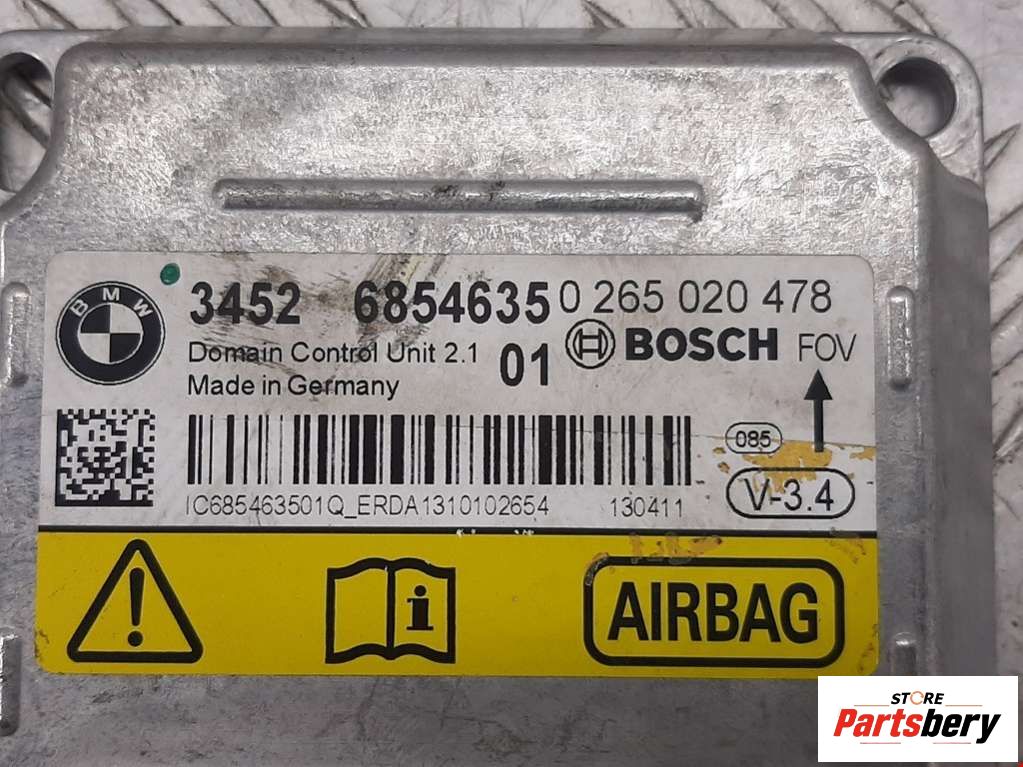 BMW
3452 6854635 0 265 020 478
Domain Control Unit 2.1 01 BOSCH FOV
Made in Germany
085
V-3.4
IC685463501Q_ERDA1310102654 130411
i AIRBAG
STORE
Partsbery